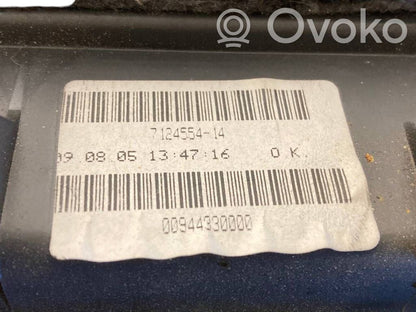 Ovoko
7124554-14
09 08.05 13:47:16 O K.
00944330000